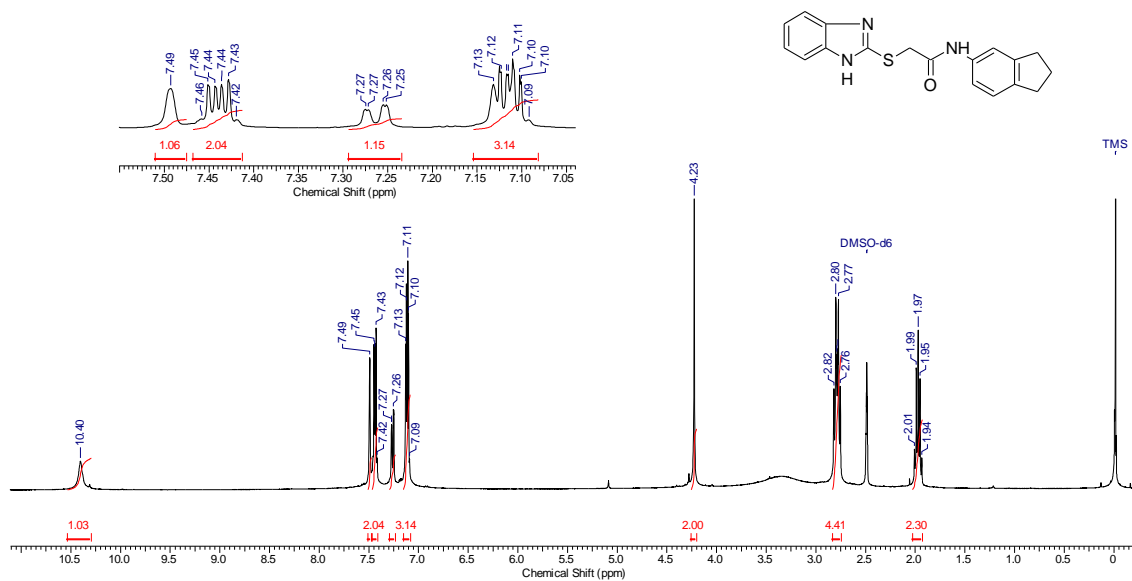 7.49
7.46
7.45
7.44
7.44
7.43
7.42
7.27
7.27
7.26
7.25
7.13
7.12
7.11
7.10
7.10
7.09
1.06 2.04 1.15 3.14
7.50 7.45 7.40 7.35 7.30 7.25 7.20 7.15 7.10 7.05
Chemical Shift (ppm)
N
N
H
S
O
NH
TMS
DMSO-d6
10.40
7.49
7.45
7.43
7.42
7.27
7.26
7.13
7.12
7.11
7.10
7.09
4.23
2.82
2.80
2.77
2.76
2.01
1.99
1.97
1.95
1.94
1.03 2.04 3.14 2.00 4.41 2.30
10.5 10.0 9.5 9.0 8.5 8.0 7.5 7.0 6.5 6.0 5.5 5.0 4.5 4.0 3.5 3.0 2.5 2.0 1.5 1.0 0.5 0
Chemical Shift (ppm)